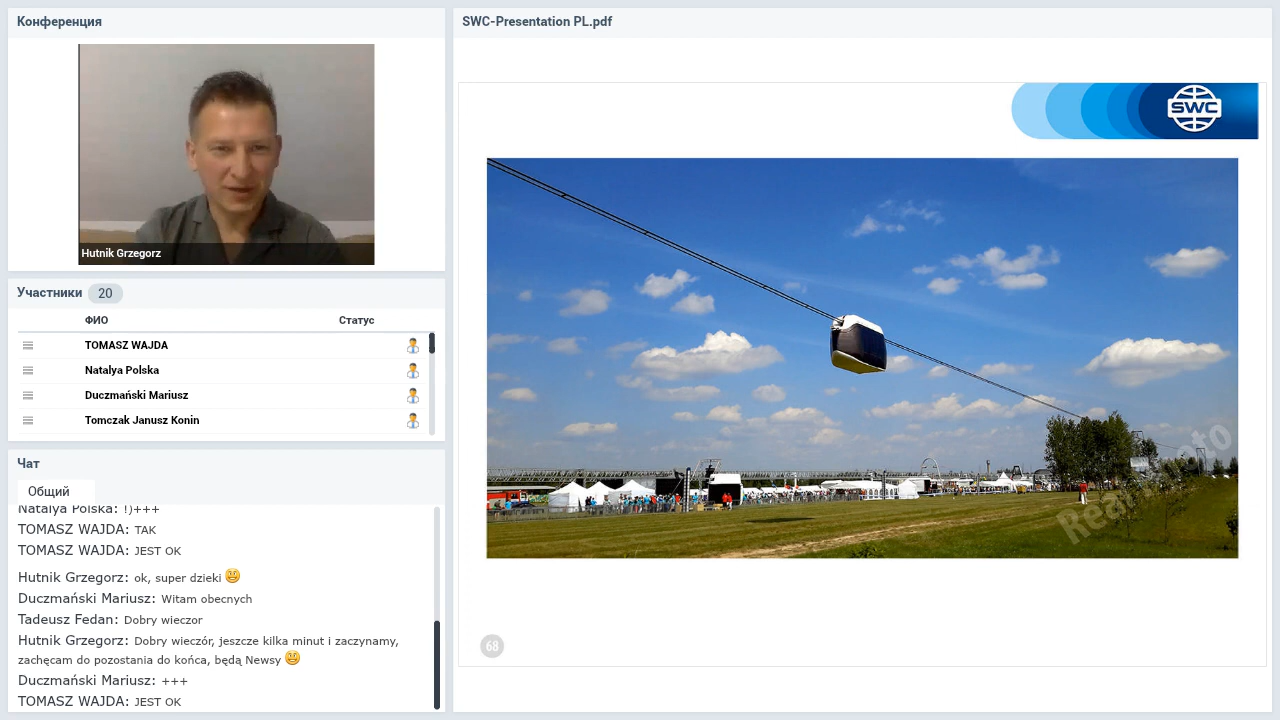 Конференция
Hutnik Grzegorz
Участники 20
ФИО Статус
TOMASZ WAJDA
Natalya Polska
Duczmański Mariusz
Tomczak Janusz Konin
Чат
Общий
Natalya Polska: !)+++
TOMASZ WAJDA: TAK
TOMASZ WAJDA: JEST OK
Hutnik Grzegorz: ok, super dzieki
Duczmański Mariusz: Witam obecnych
Tadeusz Fedan: Dobry wieczor
Hutnik Grzegorz: Dobry wieczór, jeszcze kilka minut i zaczynamy,
zachęcam do pozostania do końca, będą Newsy
Duczmański Mariusz: +++
TOMASZ WAJDA: JEST OK
SWC-Presentation PL.pdf
SWC
68